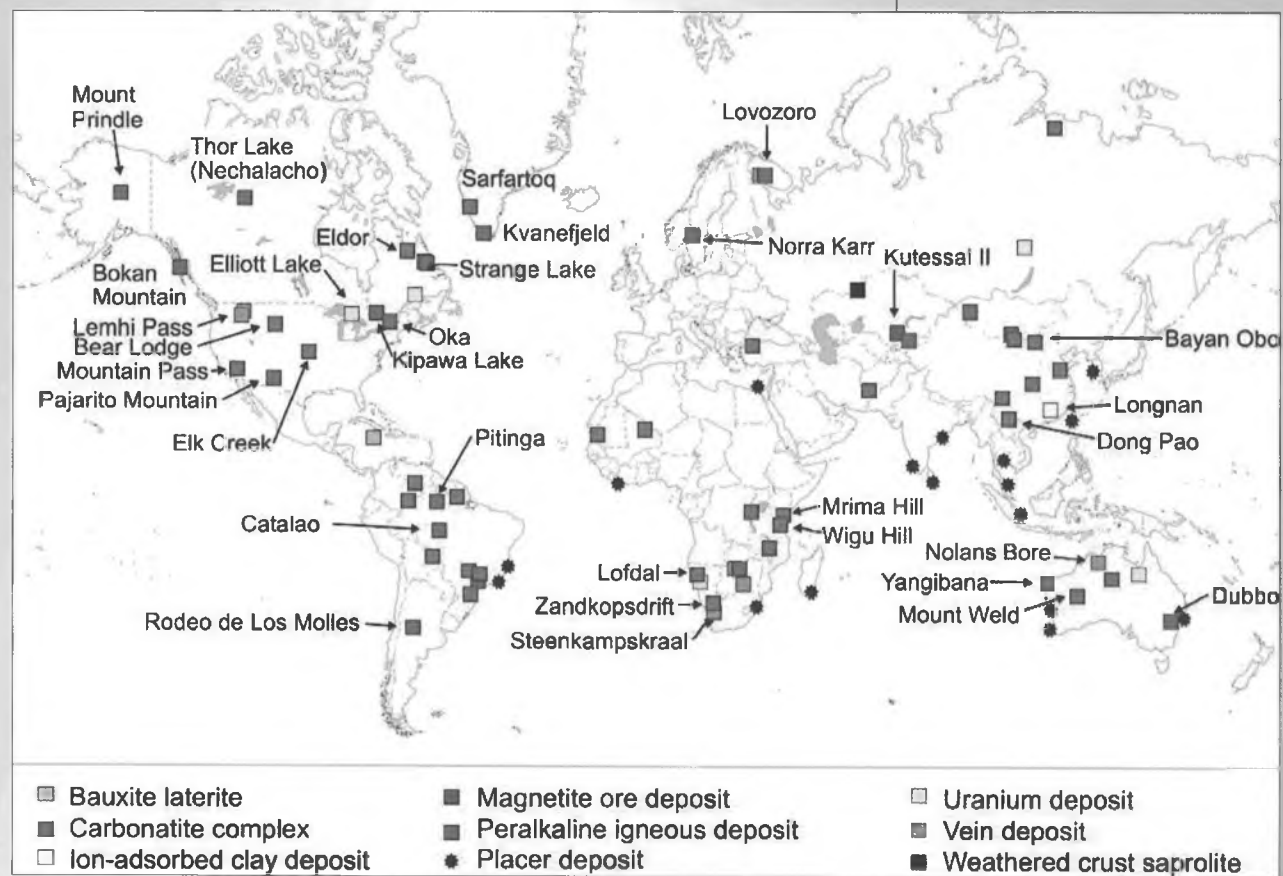 Mount
Prindle
Thor Lake
(Nechalacho)
Sarfartoq
Kvanefjeld
Lovozoro
Eldor
Elliott Lake
Strange Lake
Norra Karr
Kutessai II
Bokan
Mountain
Lemhi Pass
Bear Lodge
Mountain Pass
Pajarito Mountain
Oka
Kipawa Lake
Bayan Obo
Elk Creek
Pitinga
Longnan
Dong Pao
Catalao
Mrima Hill
Wigu Hill
Nolans Bore
Lofdal
Yangibana
Zandkopsdrift
Mount Weld
Dubbo
Rodeo de Los Molles
Steenkampskraal
Bauxite laterite
Carbonatite complex
Ion-adsorbed clay deposit
Magnetite ore deposit
Peralkaline igneous deposit
Placer deposit
Uranium deposit
Vein deposit
Weathered crust saprolite